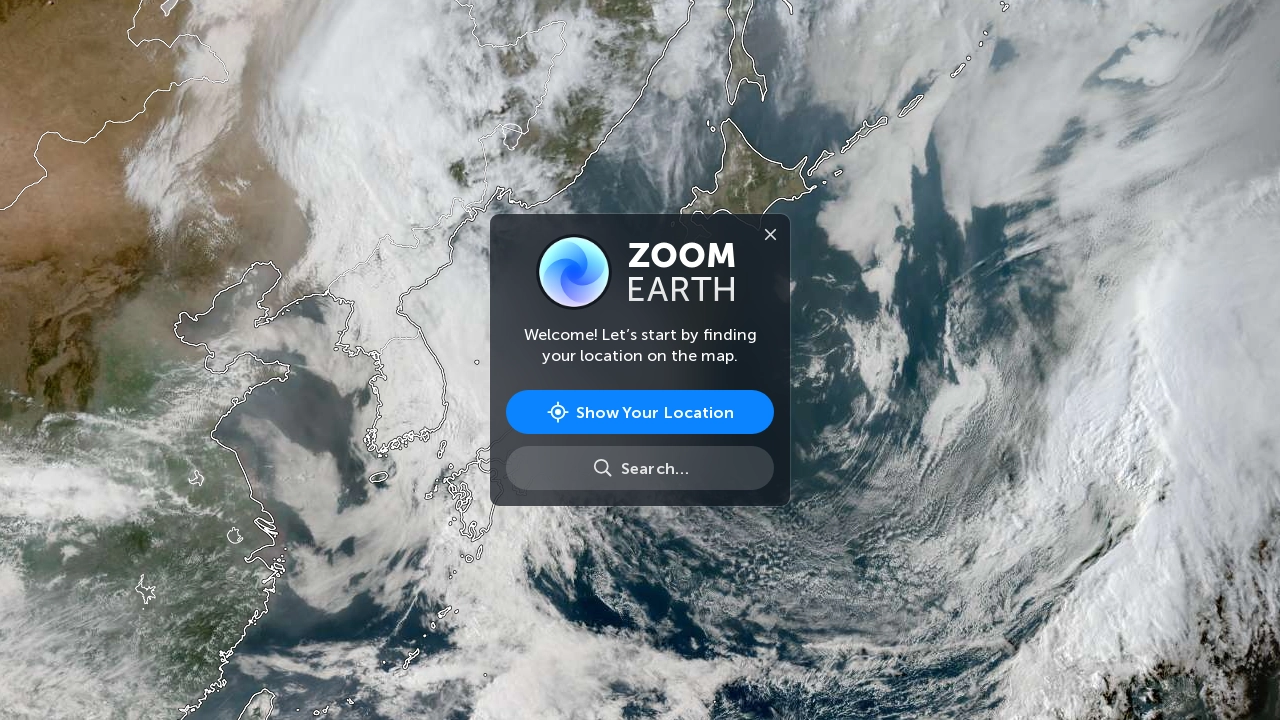 ZOOM
EARTH
Welcome! Let’s start by finding
your location on the map.
Show Your Location
Search...